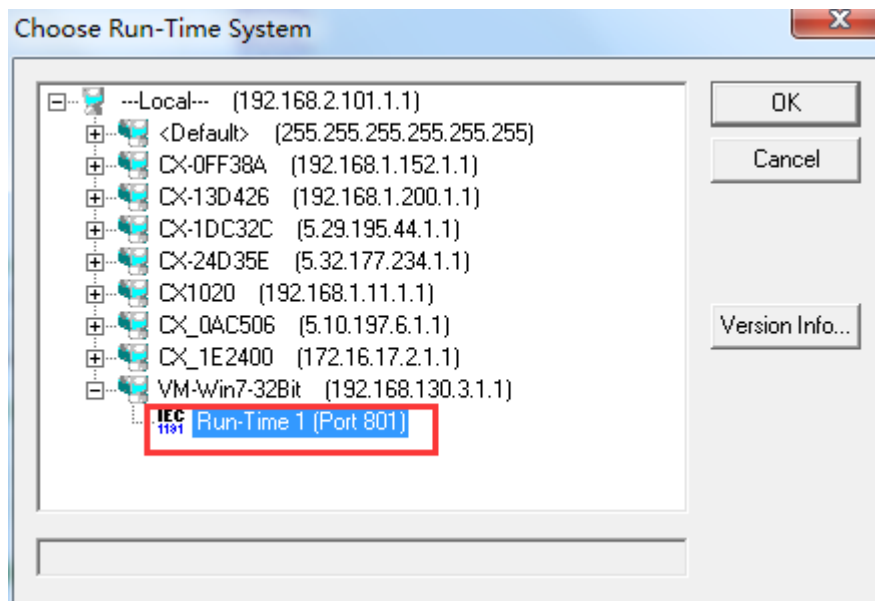 Choose Run-Time System
---Local--- (192.168.2.101.1.1)
<Default> (255.255.255.255.255.255)
CX-0FF38A (192.168.1.152.1.1)
CX-13D426 (192.168.1.200.1.1)
CX-1DC32C (5.29.195.44.1.1)
CX-24D35E (5.32.177.234.1.1)
CX1020 (192.168.1.11.1.1)
CX_0AC506 (5.10.197.6.1.1)
CX_1E2400 (172.16.17.2.1.1)
VM-Win7-32Bit (192.168.130.3.1.1)
IEC
1131
Run-Time 1 (Port 801)
OK
Cancel
Version Info...